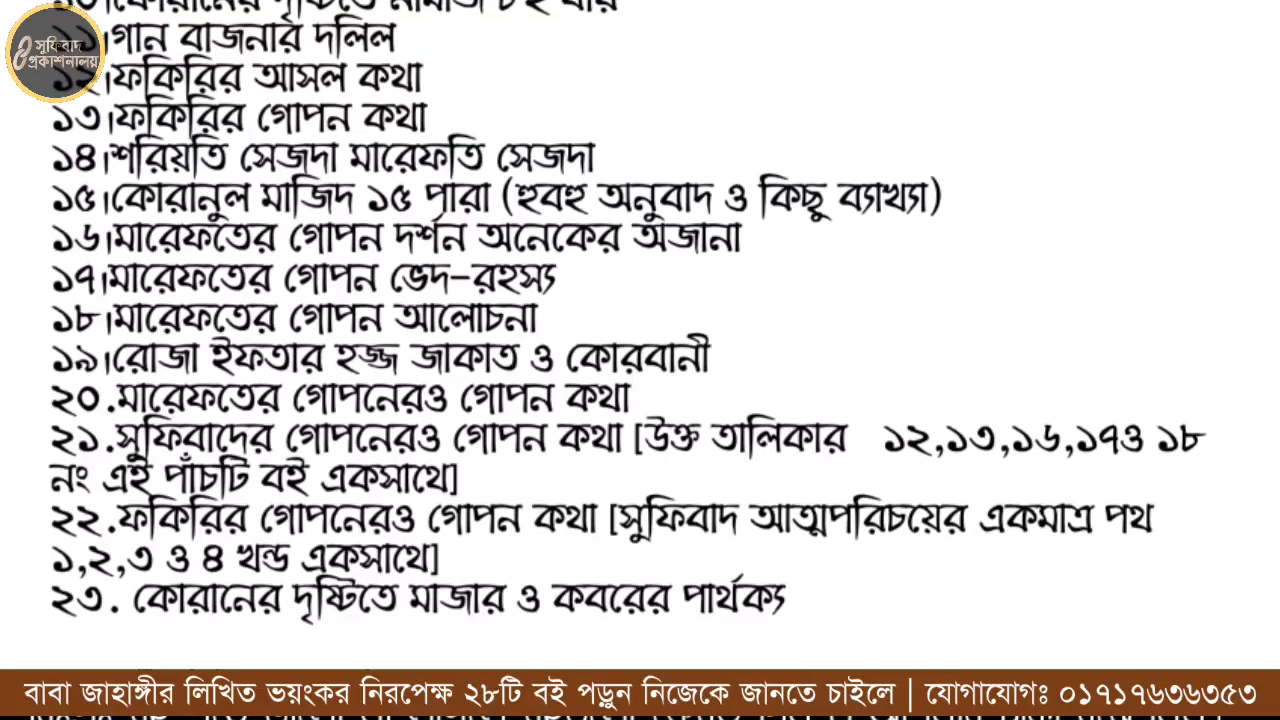 সুফিবাদ
প্রকাশনালয়
১১।গান বাজনার দলিল
১২।ফকিরির আসল কথা
১৩।ফকিরির গোপন কথা
১৪।শরিয়তি সেজদা মারেফতি সেজদা
১৫।কোরানুল মাজিদ ১৫ পারা (হুবহু অনুবাদ ও কিছু ব্যাখ্যা)
১৬।মারেফতের গোপন দর্শন অনেকের অজানা
১৭।মারেফতের গোপন ভেদ-রহস্য
১৮।মারেফতের গোপন আলোচনা
১৯।রোজা ইফতার হজ্জ জাকাত ও কোরবানী
২০.মারেফতের গোপনেরও গোপন কথা
২১.সুফিবাদের গোপনেরও গোপন কথা [উক্ত তালিকার ১২,১৩,১৬,১৭ও ১৮
নং এই পাঁচটি বই একসাথে]
২২.ফকিরির গোপনেরও গোপন কথা [সুফিবাদ আত্মপরিচয়ের একমাত্র পথ
১,২,৩ ও ৪ খন্ড একসাথে]
২৩. কোরানের দৃষ্টিতে মাজার ও কবরের পার্থক্য
বাবা জাহাঙ্গীর লিখিত ভয়ংকর নিরপেক্ষ ২৮টি বই পড়ুন নিজেকে জানতে চাইলে | যোগাযোগঃ ০১৭১৭৬৩৬৩৫৩